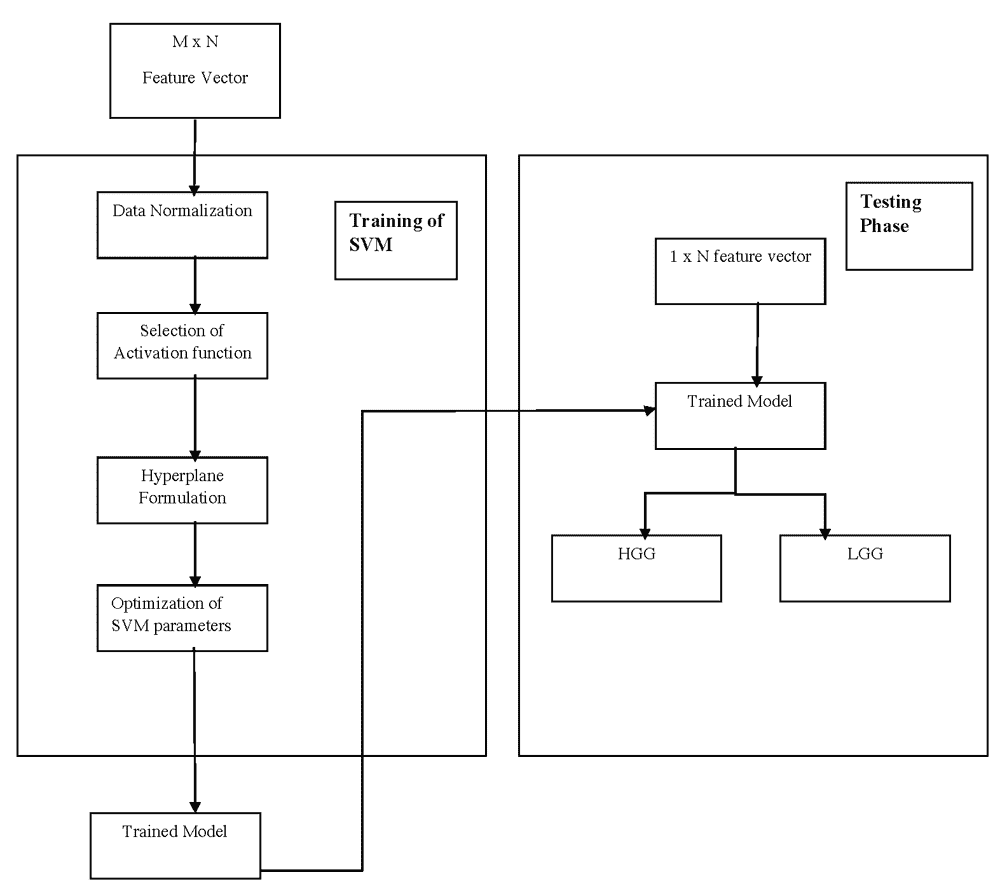 M x N
Feature Vector
Data Normalization
Training of
SVM
Selection of
Activation function
Hyperplane
Formulation
Optimization of
SVM parameters
Trained Model
Testing
Phase
1 x N feature vector
Trained Model
HGG
LGG